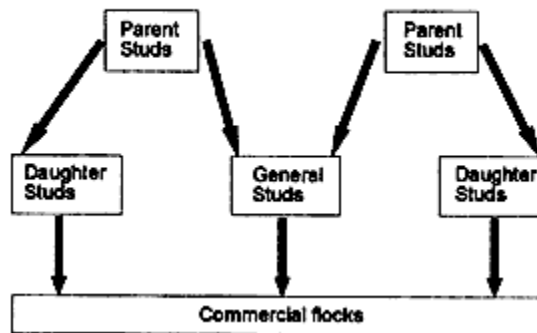 Parent
Studs
Parent
Studs
Daughter
Studs
General
Studs
Daughter
Studs
Commercial flocks